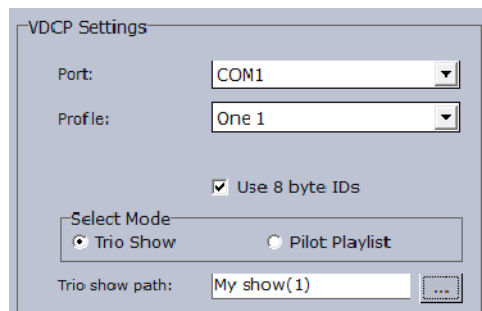 VDCP Settings
Port: COM1
Profile: One 1
Use 8 byte IDs
Select Mode
Trio Show Pilot Playlist
Trio show path: My show(1) ...